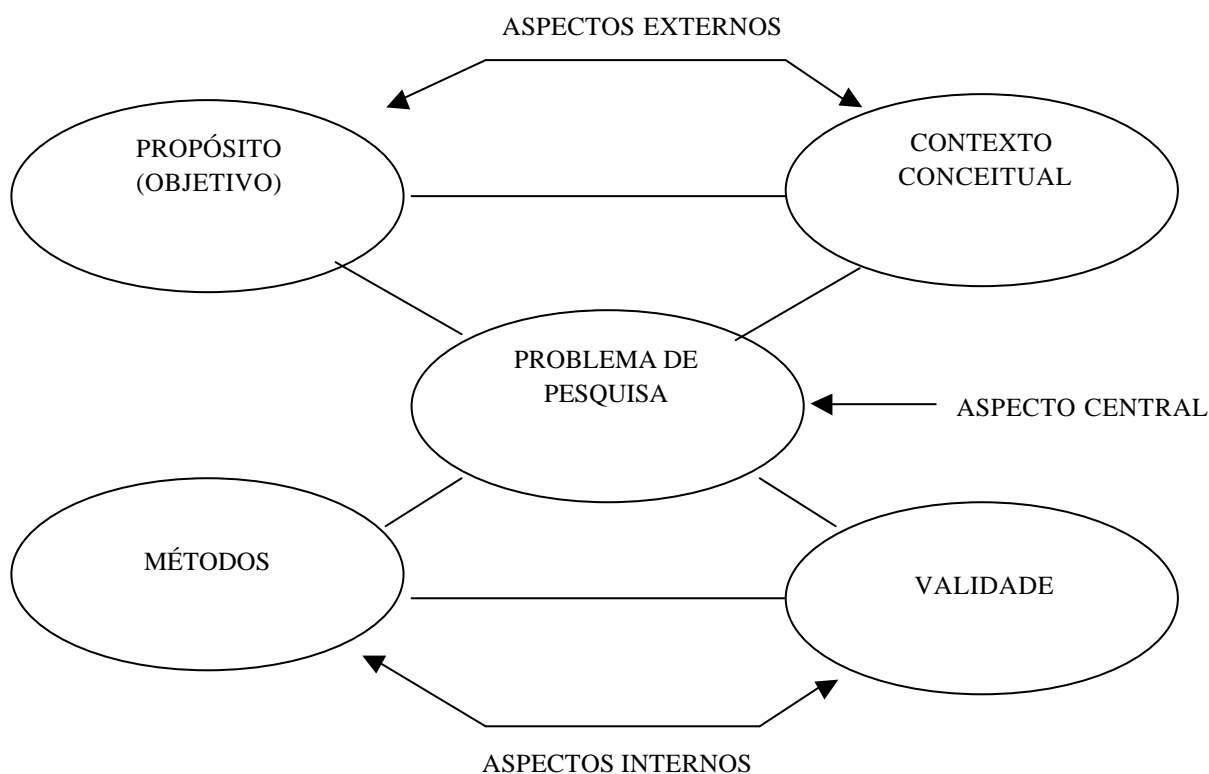 ASPECTOS EXTERNOS
PROPÓSITO
(OBJETIVO)
CONTEXTO
CONCEITUAL
PROBLEMA DE
PESQUISA
ASPECTO CENTRAL
MÉTODOS
VALIDADE
ASPECTOS INTERNOS